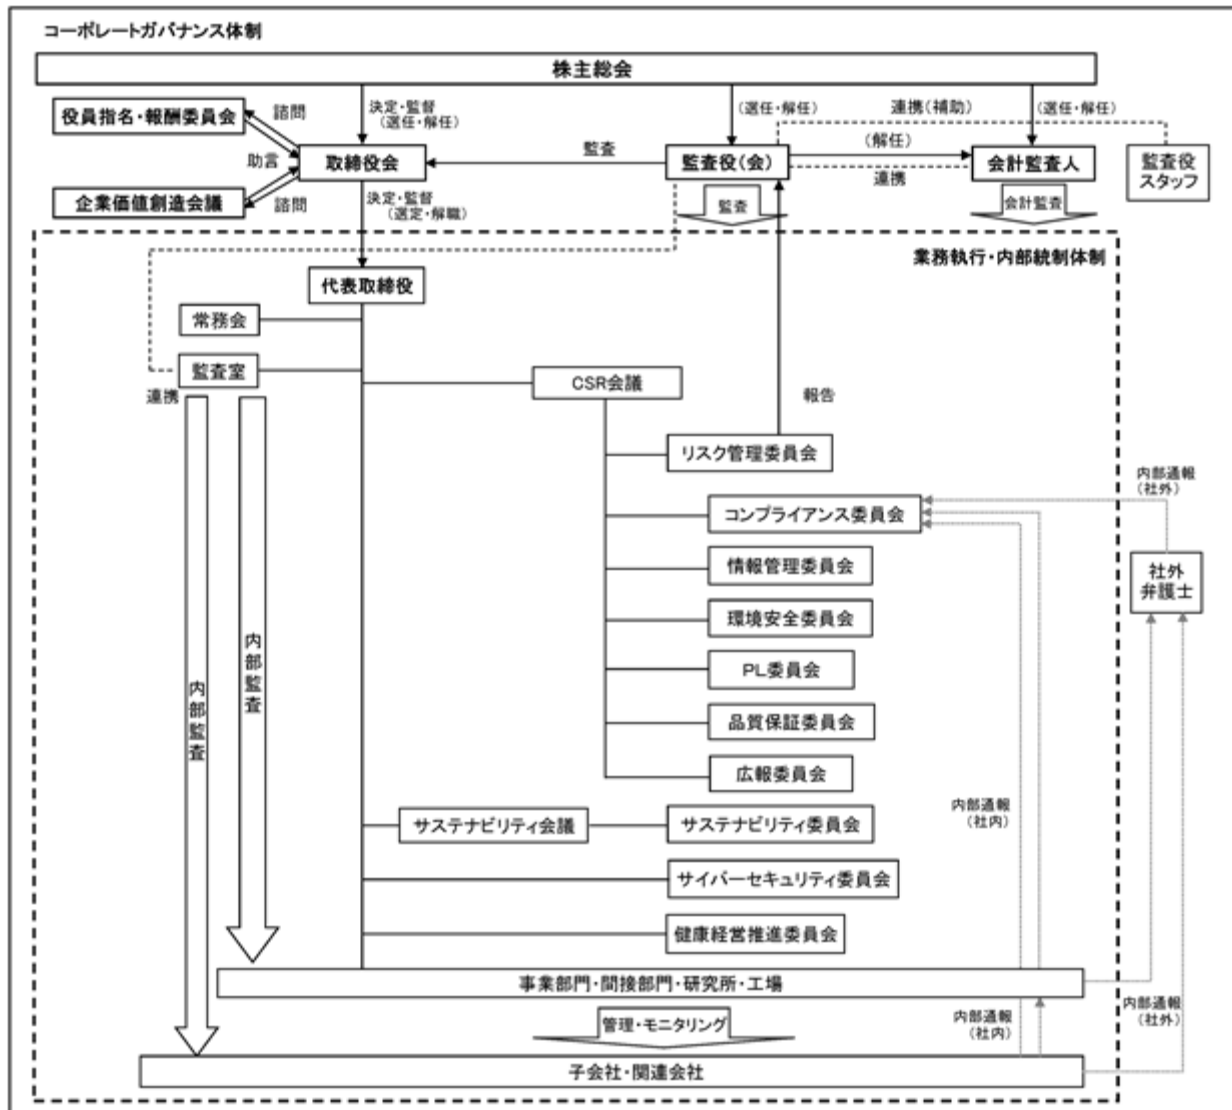 コーポレートガバナンス体制
株主総会
役員指名・報酬委員会
諮問
決定・監督
(選任・解任)
(選任・解任)
連携(補助)
(選任・解任)
助言
取締役会
監査
監査役(会)
(解任)
連携
会計監査人
監査役
スタッフ
企業価値創造会議
諮問
決定・監督
(選定・解職)
監査
会計監査
業務執行・内部統制体制
代表取締役
常務会
監査室
連携
CSR会議
報告
リスク管理委員会
内部通報
(社外)
コンプライアンス委員会
情報管理委員会
社外
弁護士
環境安全委員会
内部監査
PL委員会
内部監査
品質保証委員会
広報委員会
内部通報
(社内)
サステナビリティ会議
サステナビリティ委員会
サイバーセキュリティ委員会
健康経営推進委員会
事業部門・間接部門・研究所・工場
管理・モニタリング
内部通報
(社内)
内部通報
(社外)
子会社・関連会社